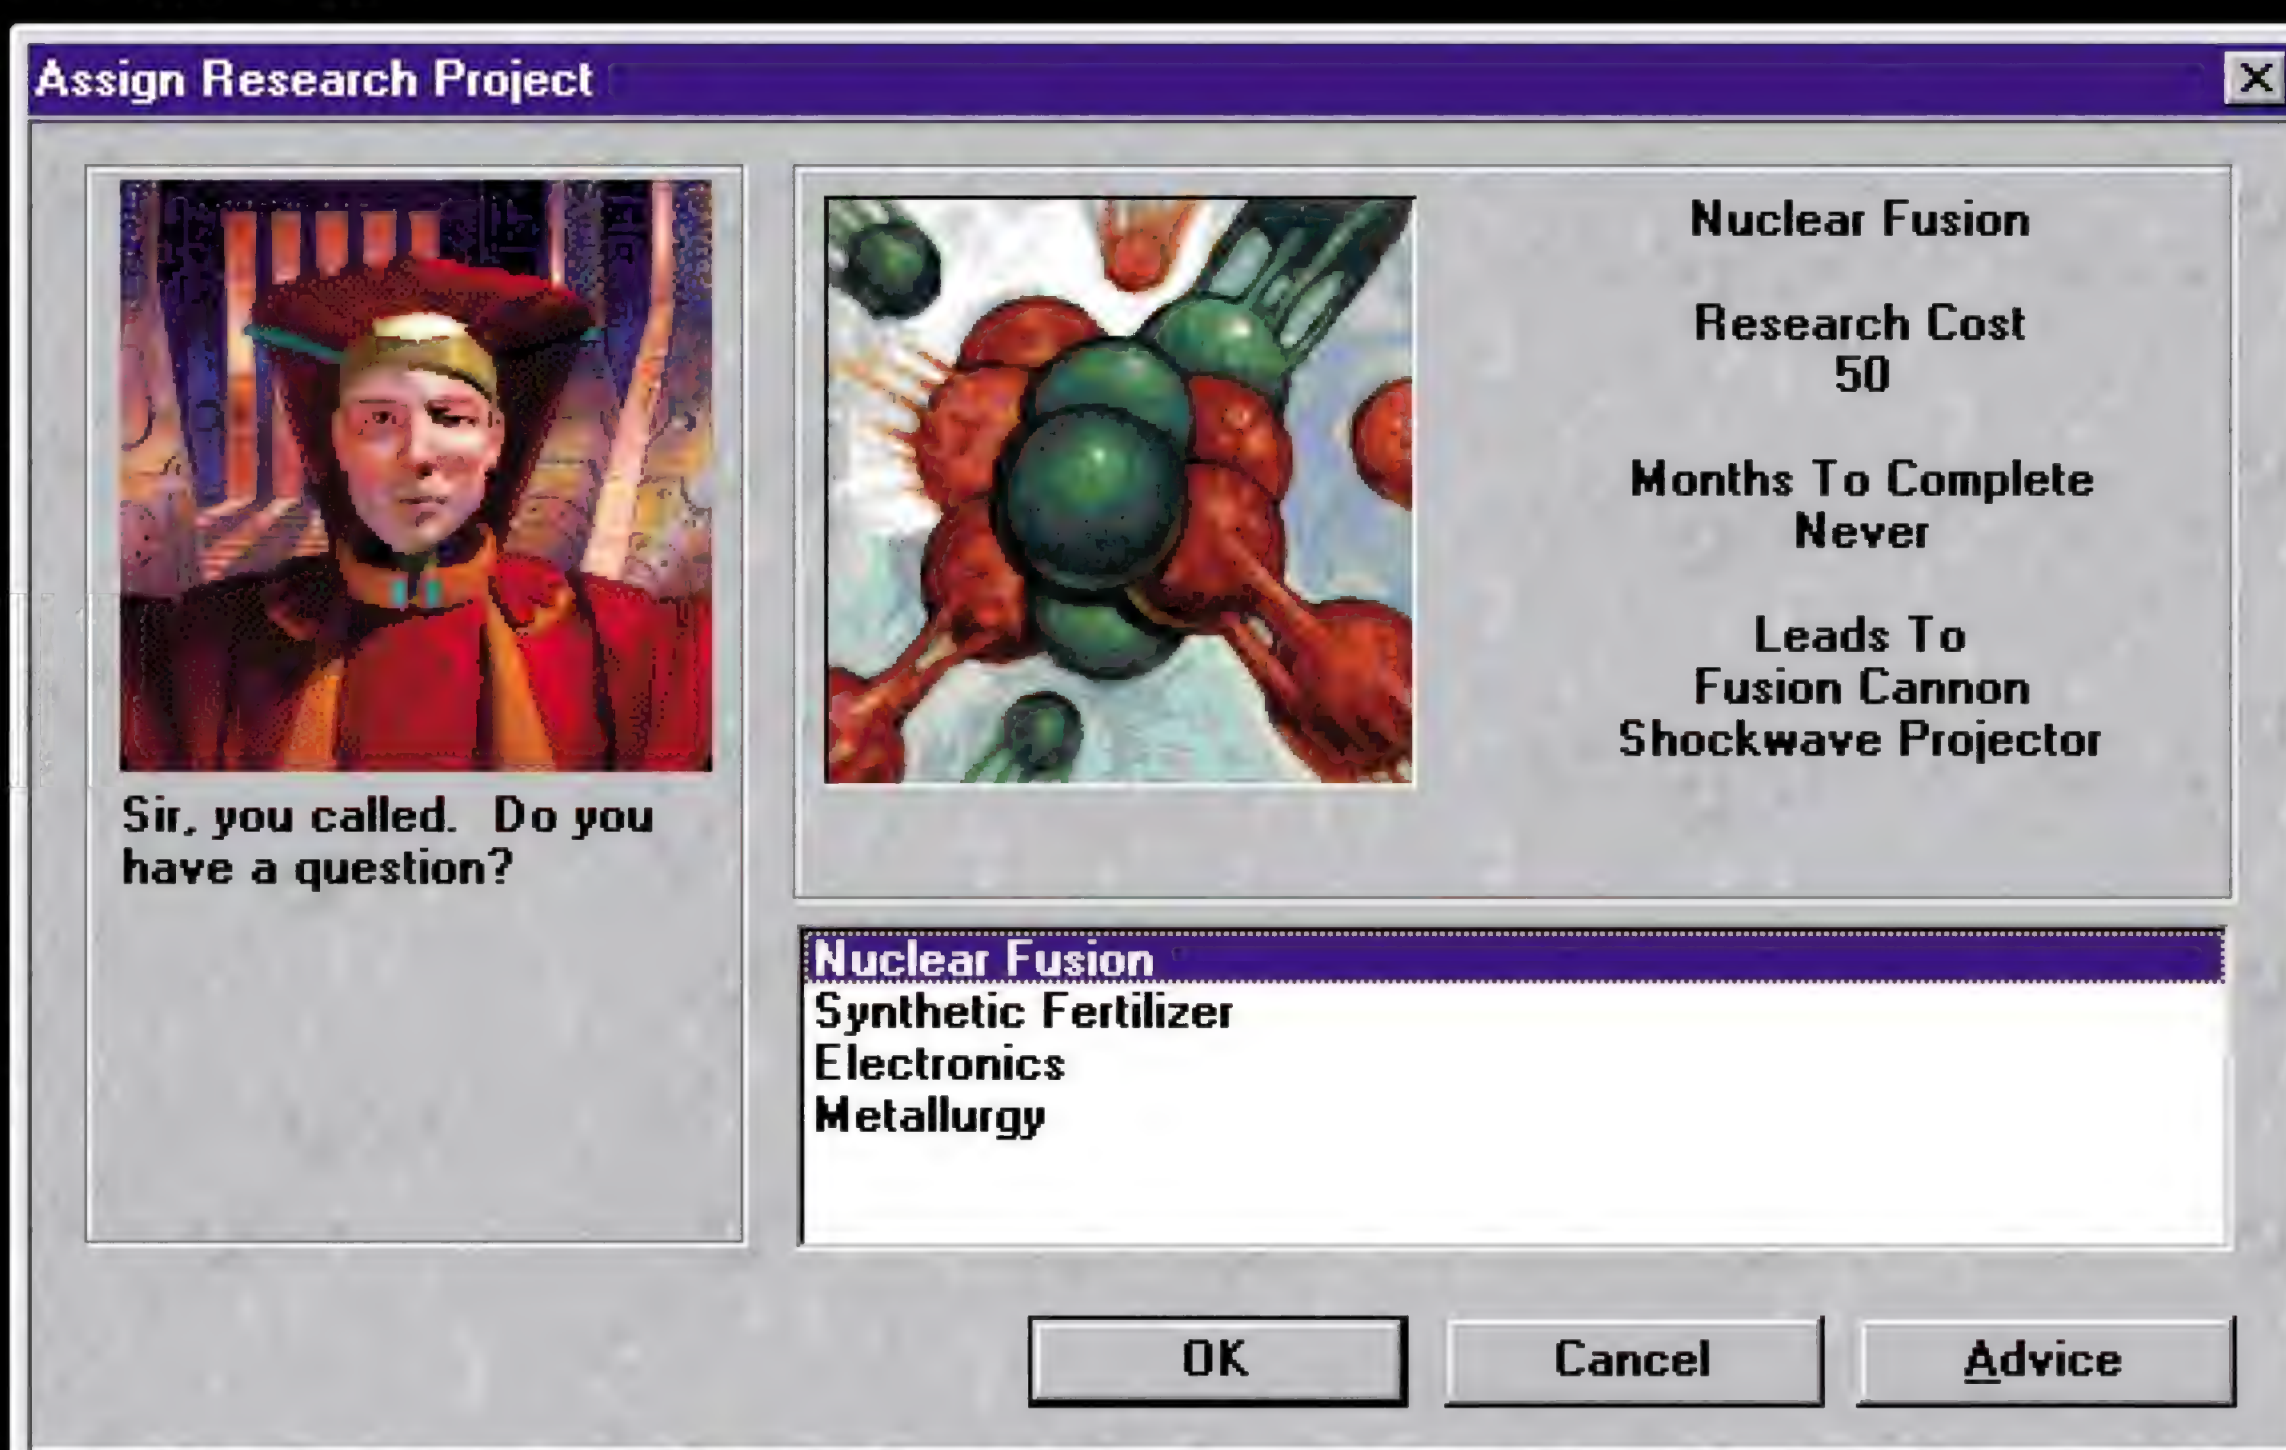 Assign Research Project
Sir, you called. Do you
have a question?
Nuclear Fusion
Research Cost
50
Months To Complete
Never
Leads To
Fusion Cannon
Shockwave Projector
Nuclear Fusion
Synthetic Fertilizer
Electronics
Metallurgy
OK
Cancel
Advice